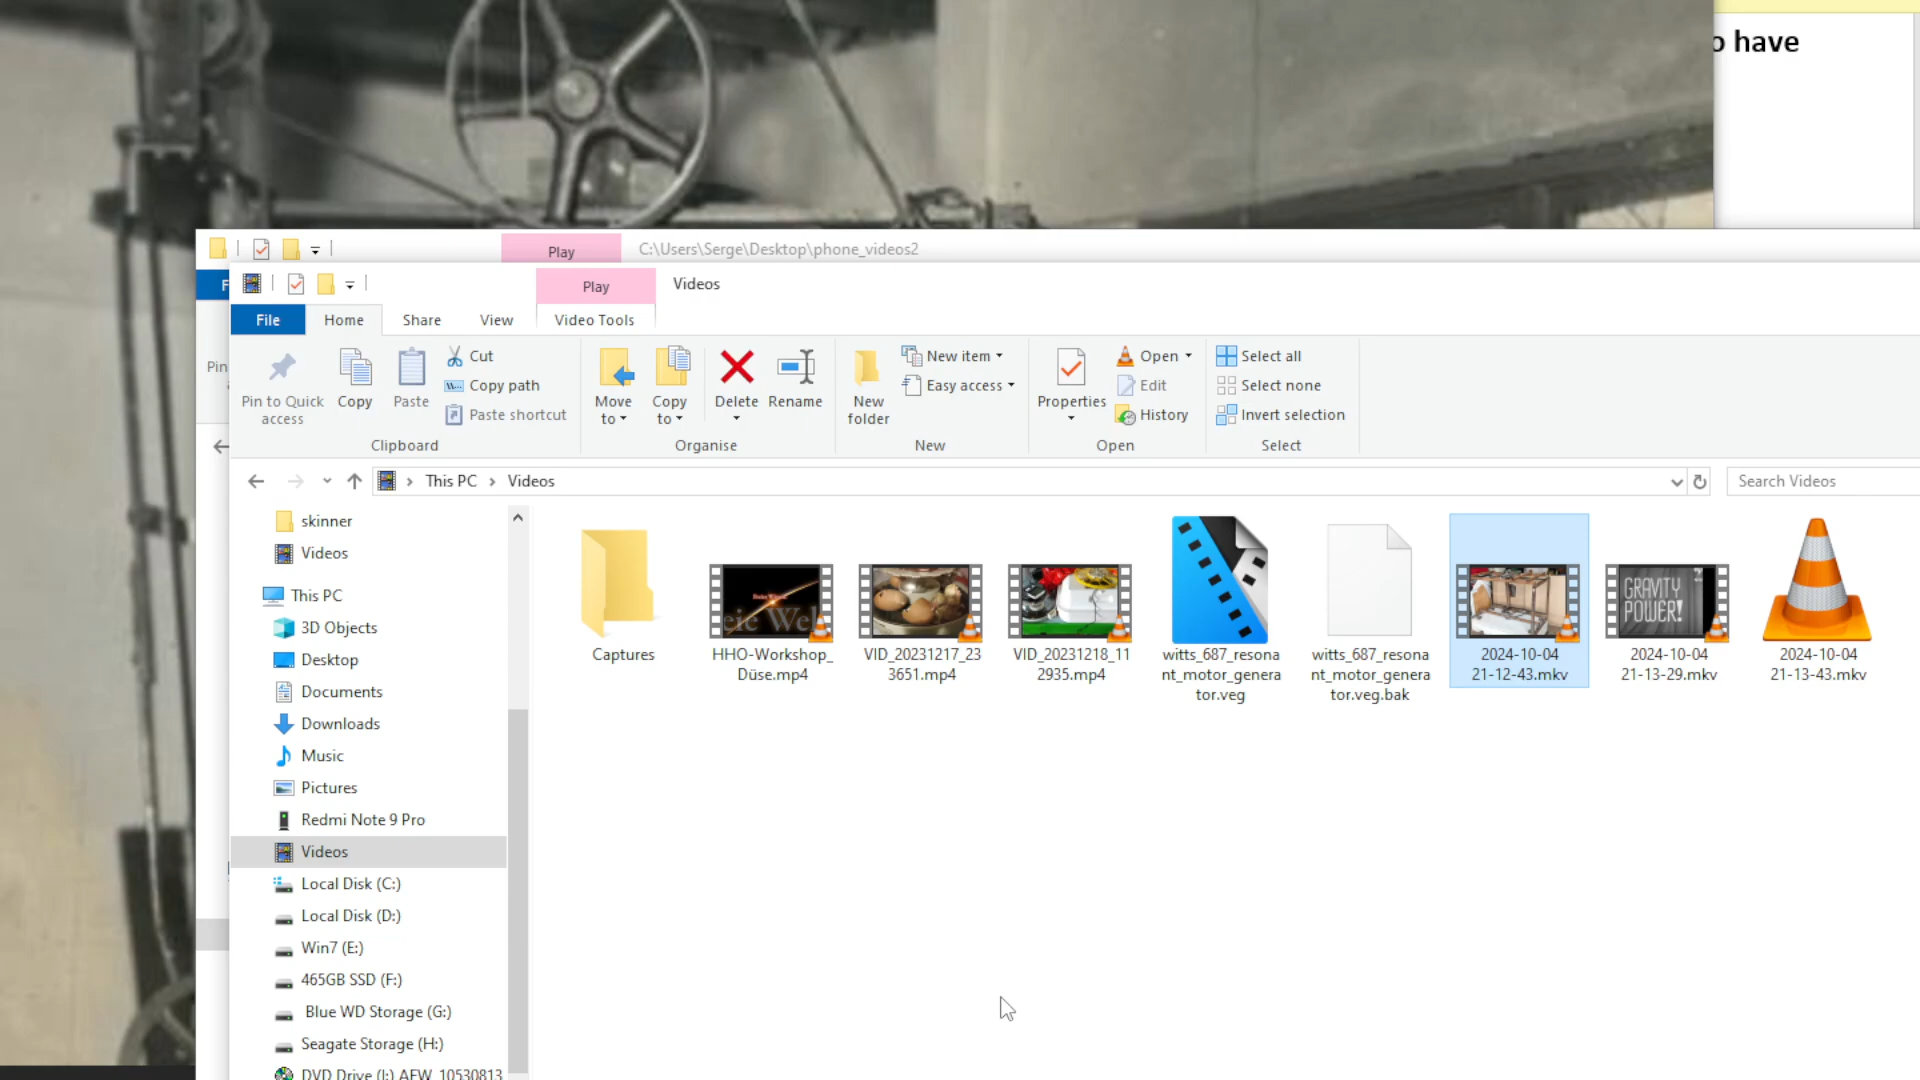 o have
Play
C:\Users\Serge\Desktop\phone_videos2
Play
Videos
File
Home
Share
View
Video Tools
Pin
Pin to Quick
access
Copy
Paste
Cut
Copy path
Paste shortcut
Move
to
Copy
to
Delete
Rename
New
folder
New item
Easy access
Properties
Open
Edit
History
Select all
Select none
Invert selection
Clipboard
Organise
New
Open
Select
This PC
Videos
Search Videos
skinner
Videos
This PC
3D Objects
Desktop
Documents
Downloads
Music
Pictures
Redmi Note 9 Pro
Videos
Local Disk (C:)
Local Disk (D:)
Win7 (E:)
465GB SSD (F:)
Blue WD Storage (G:)
Seagate Storage (H:)
DVD Drive (I:) AFW_10530813
Captures
HHO-Workshop_
Düse.mp4
VID_20231217_23
3651.mp4
VID_20231218_11
2935.mp4
witts_687_resona
nt_motor_genera
tor.veg
witts_687_resona
nt_motor_genera
tor.veg.bak
2024-10-04
21-12-43.mkv
GRAVITY
POWER!
2024-10-04
21-13-29.mkv
2024-10-04
21-13-43.mkv